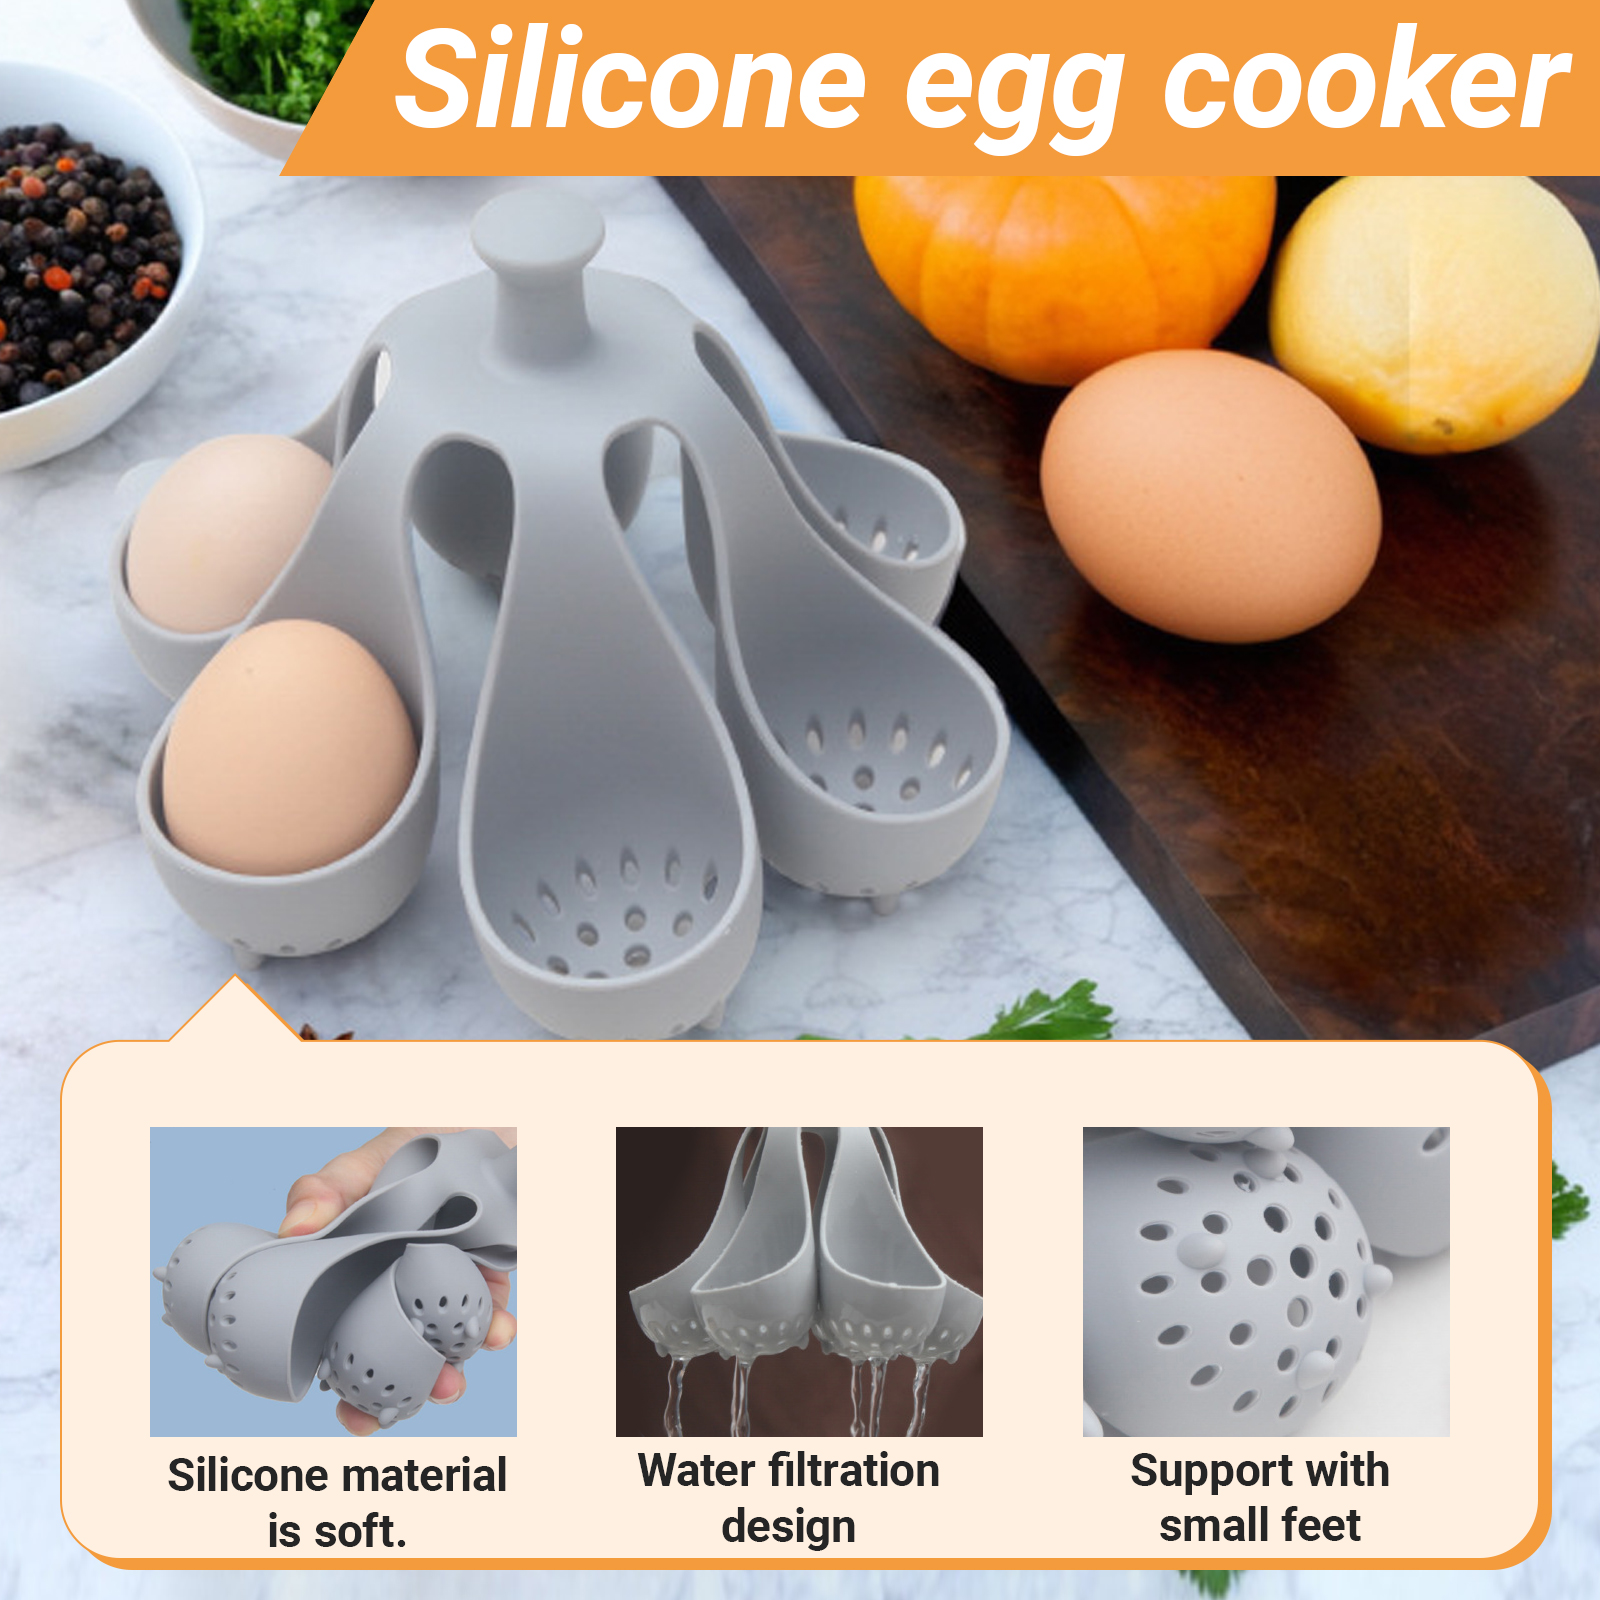 Silicone egg cooker
Silicone material
is soft.
Water filtration
design
Support with
small feet